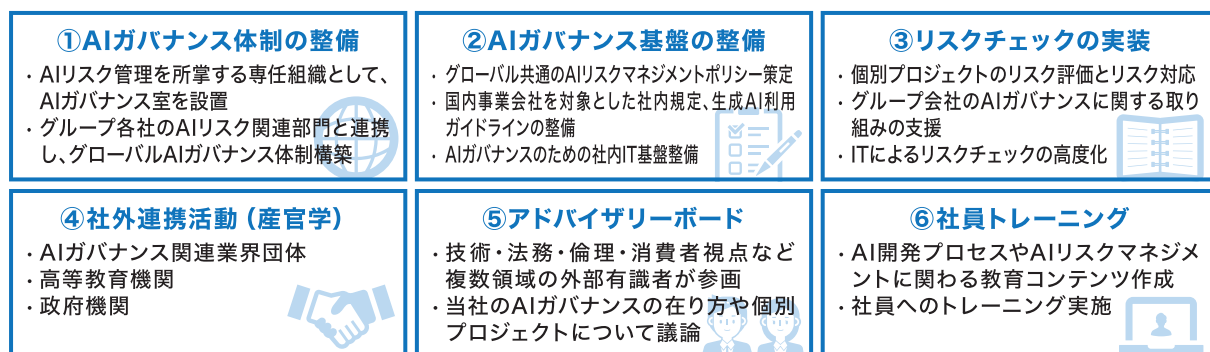 ①AIガバナンス体制の整備
・AIリスク管理を所掌する専任組織として、
AIガバナンス室を設置
・グループ各社のAIリスク関連部門と連携
し、グローバルAIガバナンス体制構築
②AIガバナンス基盤の整備
・グローバル共通のAIリスクマネジメントポリシー策定
・国内事業会社を対象とした社内規定、生成AI利用
ガイドラインの整備
・AIガバナンスのための社内IT基盤整備
③リスクチェックの実装
・個別プロジェクトのリスク評価とリスク対応
・グループ会社のAIガバナンスに関する取り
組みの支援
・ITによるリスクチェックの高度化
④社外連携活動（産官学）
・AIガバナンス関連業界団体
・高等教育機関
・政府機関
⑤アドバイザリーボード
・技術・法務・倫理・消費者視点など
複数領域の外部有識者が参画
・当社のAIガバナンスの在り方や個別
プロジェクトについて議論
⑥社員トレーニング
・AI開発プロセスやAIリスクマネジメ
ントに関わる教育コンテンツ作成
・社員へのトレーニング実施